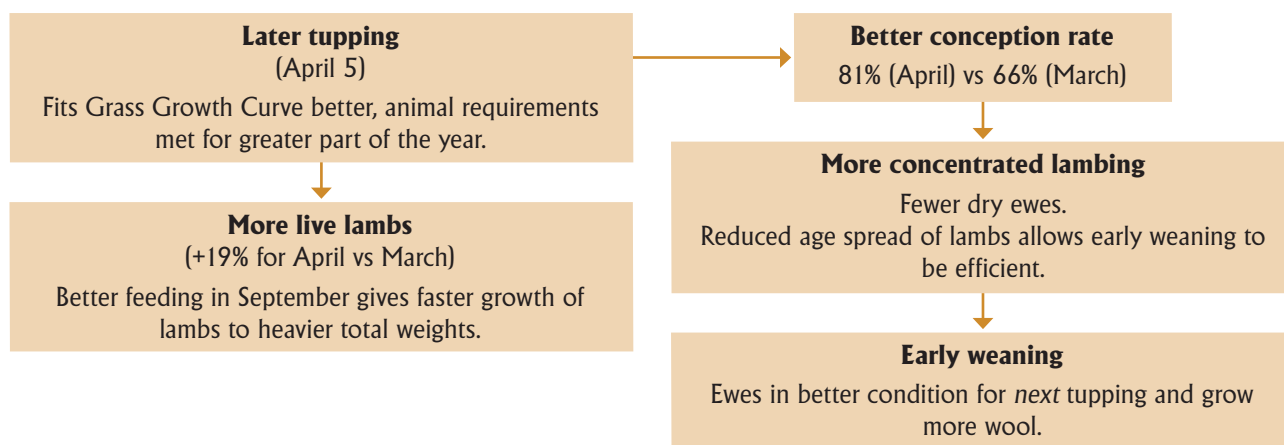 Later tupping
(April 5)
Fits Grass Growth Curve better, animal requirements
met for greater part of the year.
More live lambs
(+19% for April vs March)
Better feeding in September gives faster growth of
lambs to heavier total weights.
Better conception rate
81% (April) vs 66% (March)
More concentrated lambing
Fewer dry ewes.
Reduced age spread of lambs allows early weaning to
be efficient.
Early weaning
Ewes in better condition for next tupping and grow
more wool.